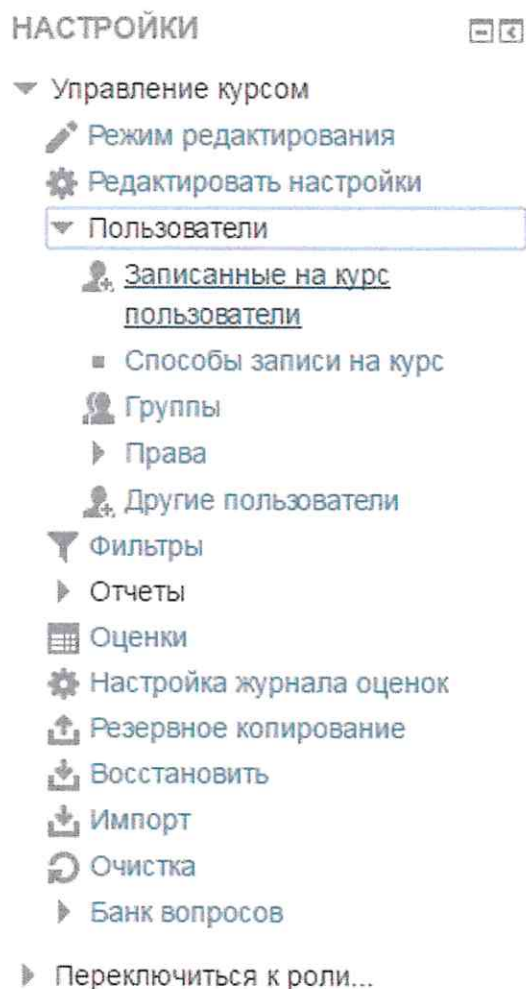 НАСТРОЙКИ
Управление курсом
Режим редактирования
Редактировать настройки
Пользователи
Записанные на курс
пользователи
Способы записи на курс
Группы
Права
Другие пользователи
Фильтры
Отчеты
Оценки
Настройка журнала оценок
Резервное копирование
Восстановить
Импорт
Очистка
Банк вопросов
Переключиться к роли...